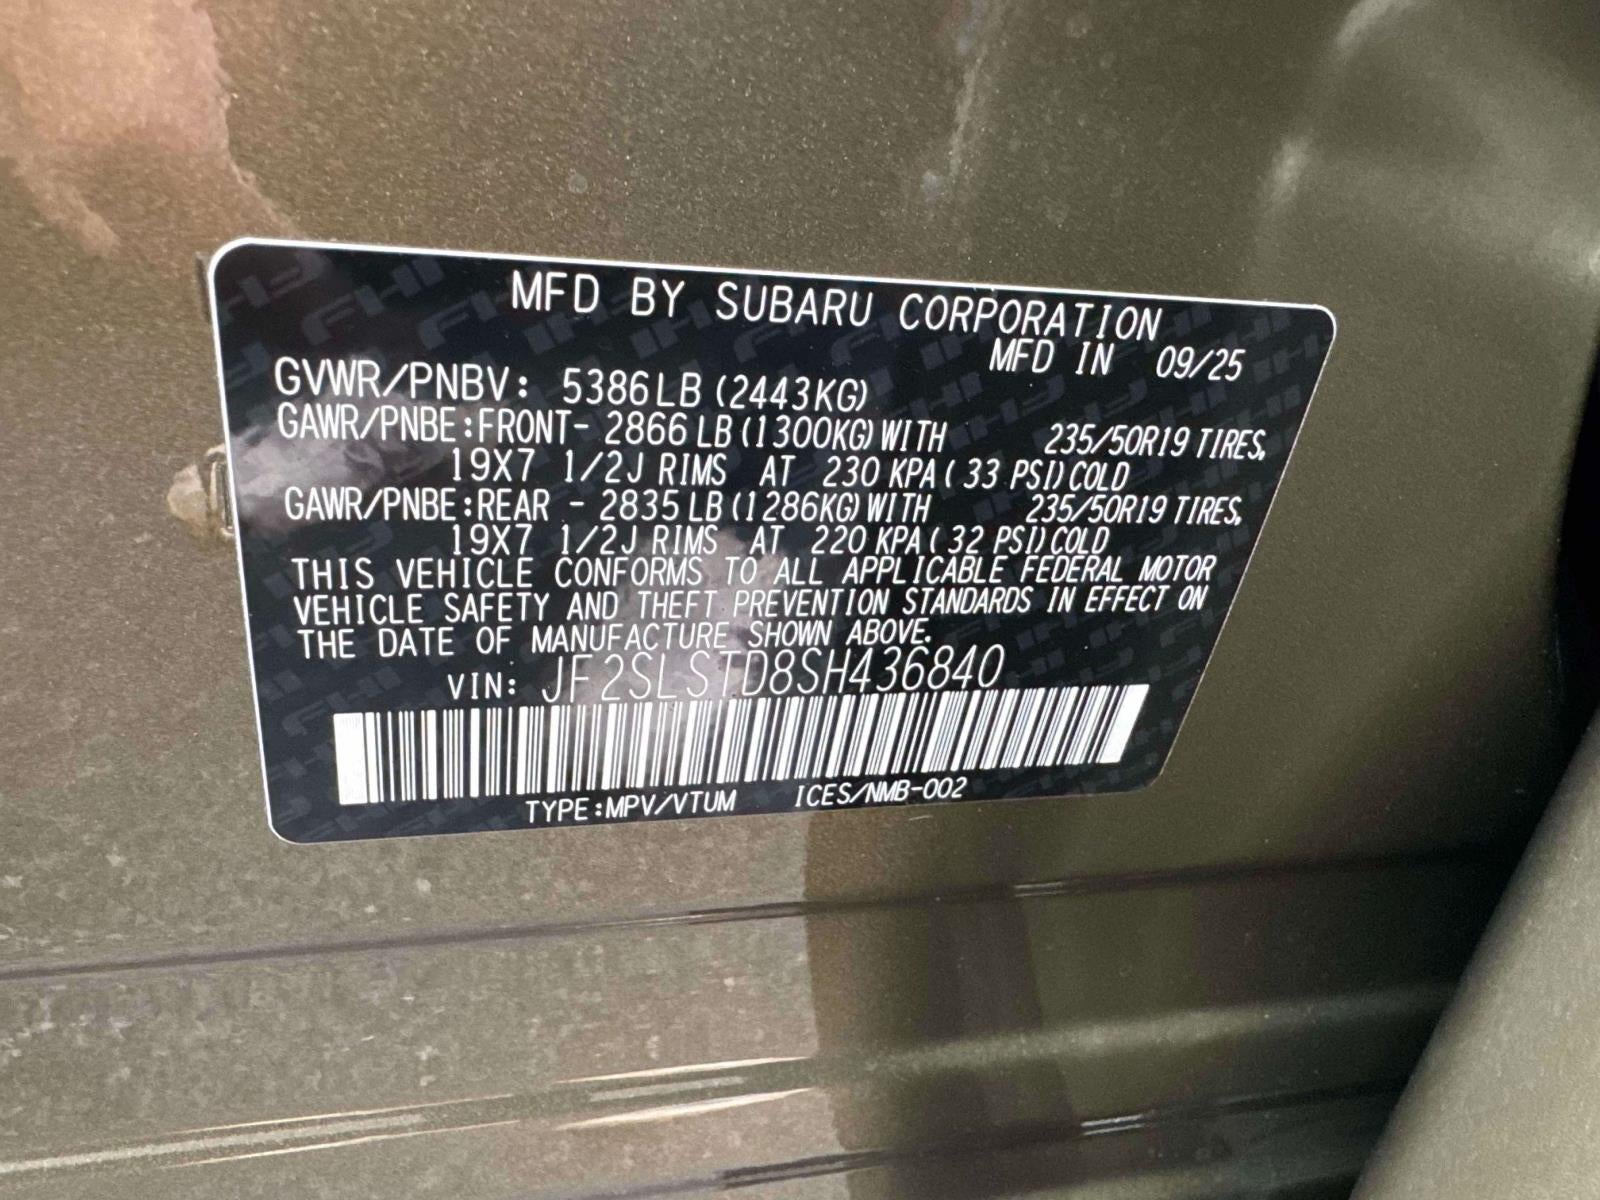 MFD BY SUBARU CORPORATION
MFD IN 09/25
GVWR/PNBV: 5386LB (2443KG)
GAWR/PNBE:FRONT- 2866 LB (1300KG) WITH 235/50R19 TIRES,
19X7 1/2J RIMS AT 230 KPA ( 33 PSI) COLD
GAWR/PNBE:REAR - 2835 LB (1286KG) WITH 235/50R19 TIRES,
19X7 1/2J RIMS AT 220 KPA ( 32 PSI) COLD
THIS VEHICLE CONFORMS TO ALL APPLICABLE FEDERAL MOTOR
VEHICLE SAFETY AND THEFT PREVENTION STANDARDS IN EFFECT ON
THE DATE OF MANUFACTURE SHOWN ABOVE.
VIN: JF2SLSTD8SH436840
TYPE:MPV/VTUM ICES/NMB-002